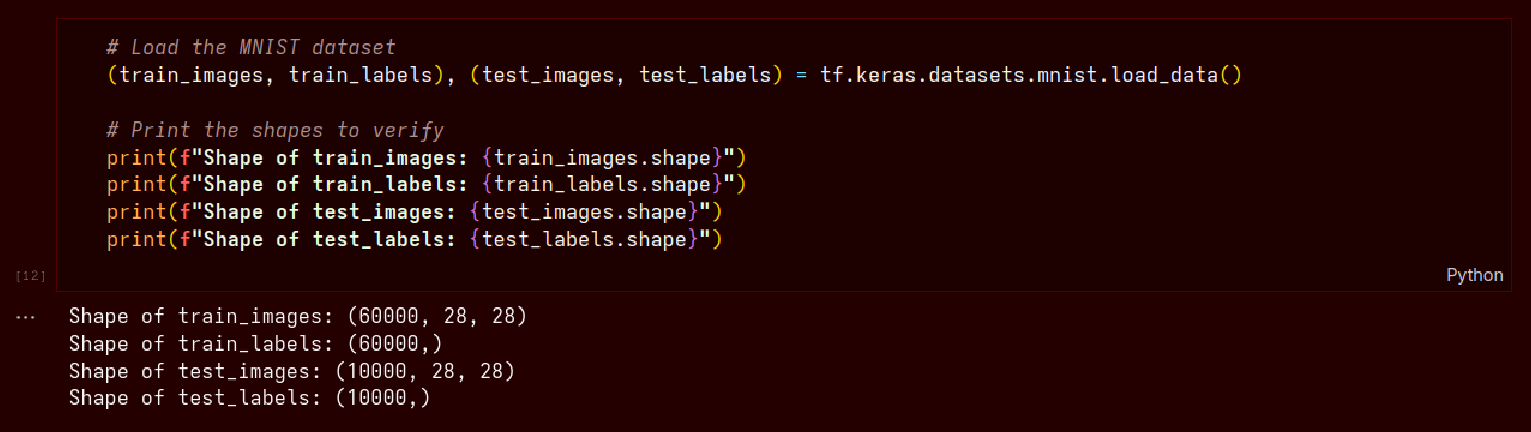 # Load the MNIST dataset
(train_images, train_labels), (test_images, test_labels) = tf.keras.datasets.mnist.load_data()
# Print the shapes to verify
print(f"Shape of train_images: {train_images.shape}")
print(f"Shape of train_labels: {train_labels.shape}")
print(f"Shape of test_images: {test_images.shape}")
print(f"Shape of test_labels: {test_labels.shape}")
[12]
Python
...
Shape of train_images: (60000, 28, 28)
Shape of train_labels: (60000,)
Shape of test_images: (10000, 28, 28)
Shape of test_labels: (10000,)